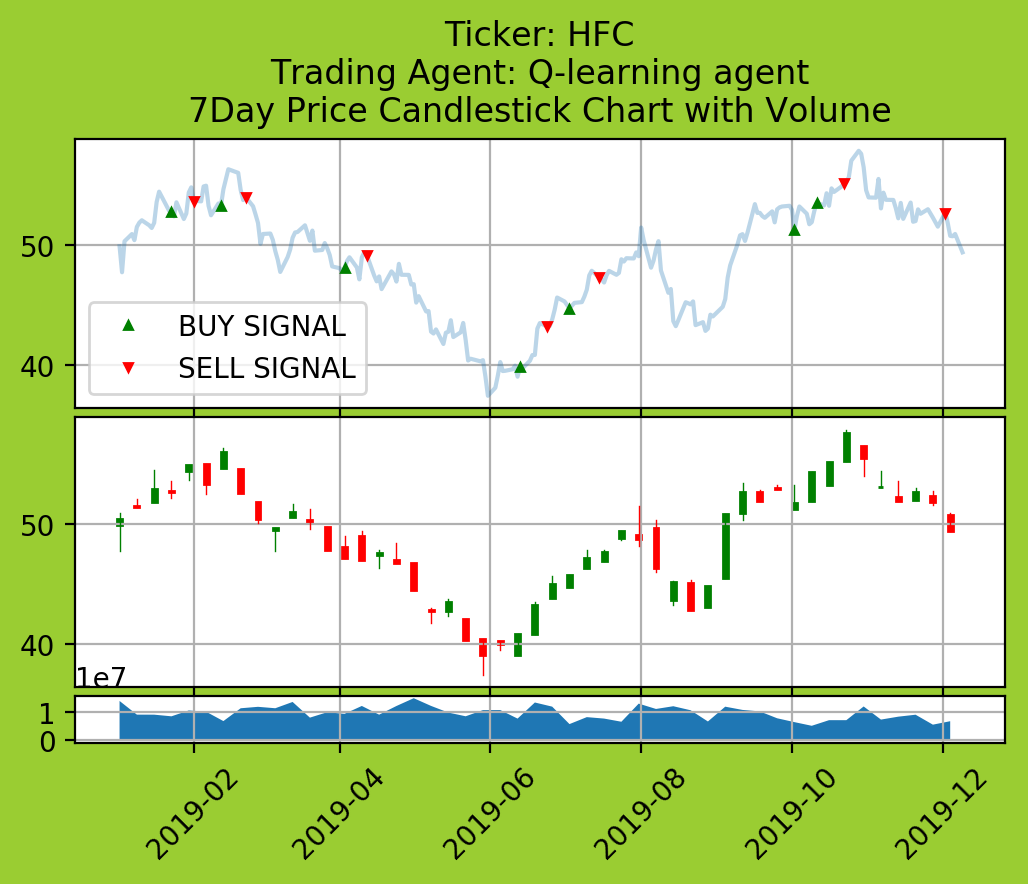 Ticker: HFC
Trading Agent: Q-learning agent
7Day Price Candlestick Chart with Volume
50
40
BUY SIGNAL
SELL SIGNAL
50
40
1e7
1
0
2019-02
2019-04
2019-06
2019-08
2019-10
2019-12